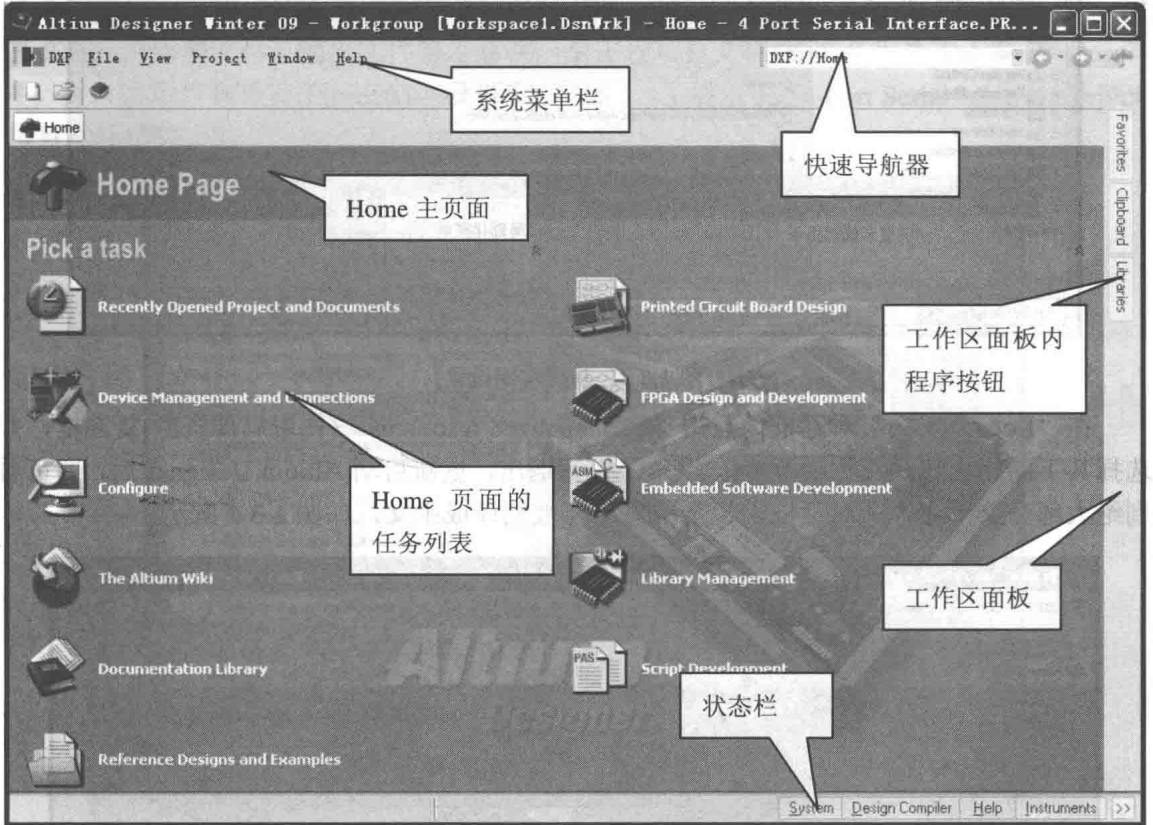 Altium Designer Winter 09 - Workgroup [Workspace1.DsnWrk] - Home - 4 Port Serial Interface.PR...
DXP File View Project Window Help
DXP://Home
系统菜单栏
快速导航器
Home
Favorites
Clipboard
Libraries
Home Page
Home 主页面
Pick a task
Recently Opened Project and Documents
Printed Circuit Board Design
工作区面板内
程序按钮
Device Management and Connections
FPGA Design and Development
Home 页面的
任务列表
Configure
ASM C
Embedded Software Development
The Altium Wiki
Library Management
工作区面板
Documentation Library
Altium
Designer
PAS
Script Development
状态栏
Reference Designs and Examples
System Design Compiler Help Instruments >>